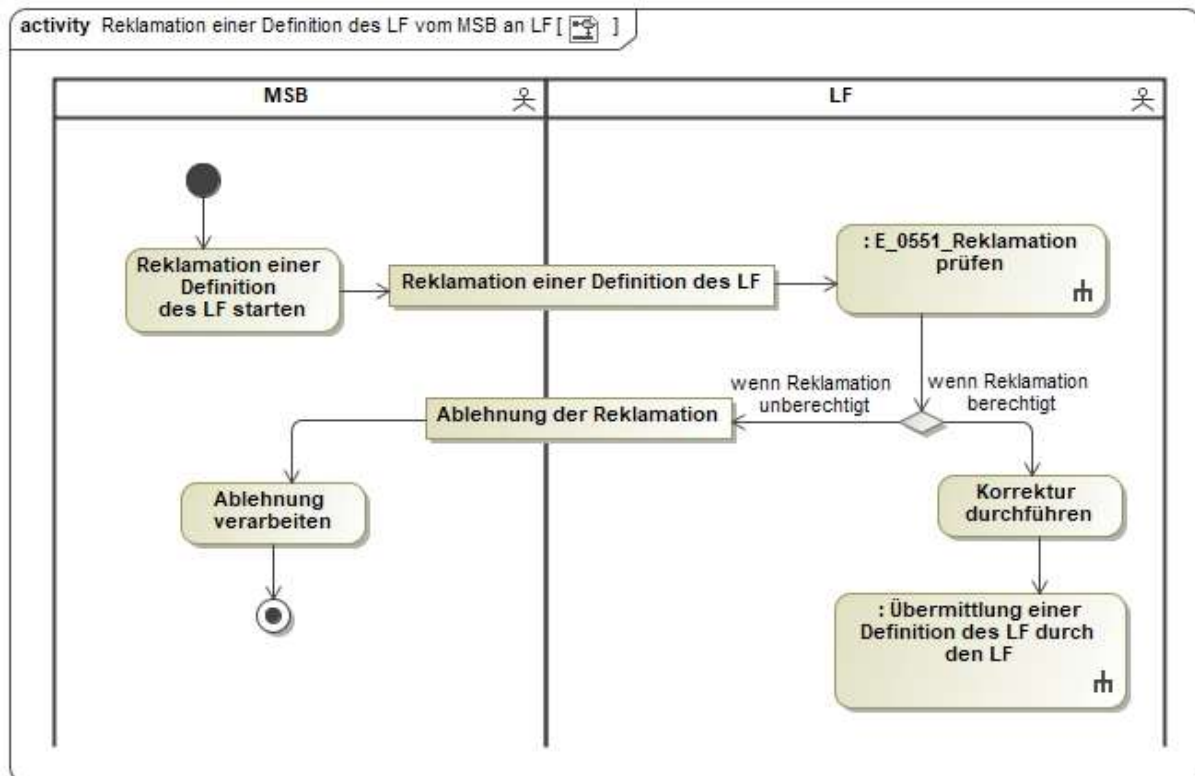 activity Reklamation einer Definition des LF vom MSB an LF [ ]
MSB
LF
Reklamation einer
Definition
des LF starten
Reklamation einer Definition des LF
: E_0551_Reklamation
prüfen
wenn Reklamation
unberechtigt
wenn Reklamation
berechtigt
Ablehnung der Reklamation
Ablehnung
verarbeiten
Korrektur
durchführen
: Übermittlung einer
Definition des LF durch
den LF